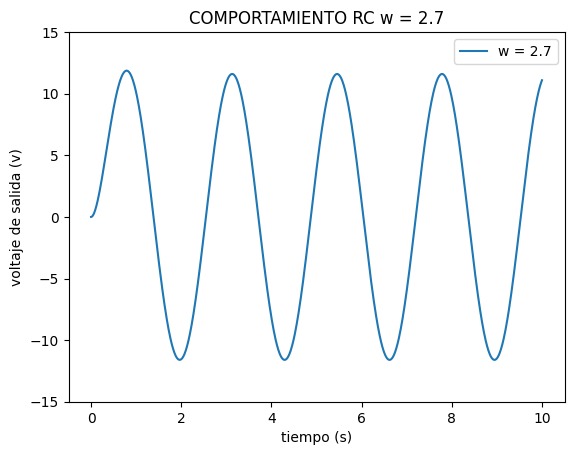 COMPORTAMIENTO RC w = 2.7
w = 2.7
15
10
5
0
−5
−10
−15
voltaje de salida (v)
0 2 4 6 8 10
tiempo (s)